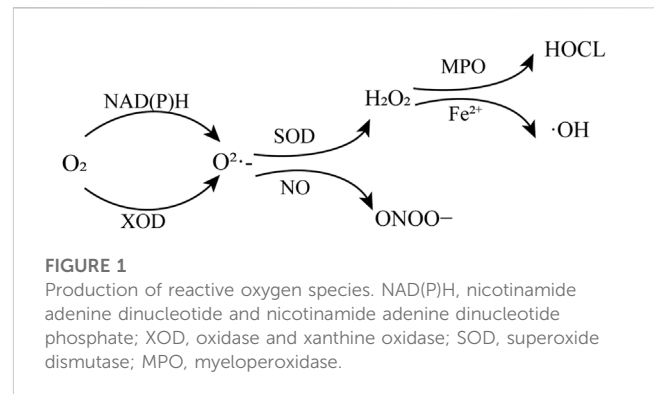 HOCL
MPO
H₂O₂
Fe²⁺
·OH
NAD(P)H
SOD
O₂
O²·-
NO
XOD
ONOO−
FIGURE 1
Production of reactive oxygen species. NAD(P)H, nicotinamide
adenine dinucleotide and nicotinamide adenine dinucleotide
phosphate; XOD, oxidase and xanthine oxidase; SOD, superoxide
dismutase; MPO, myeloperoxidase.